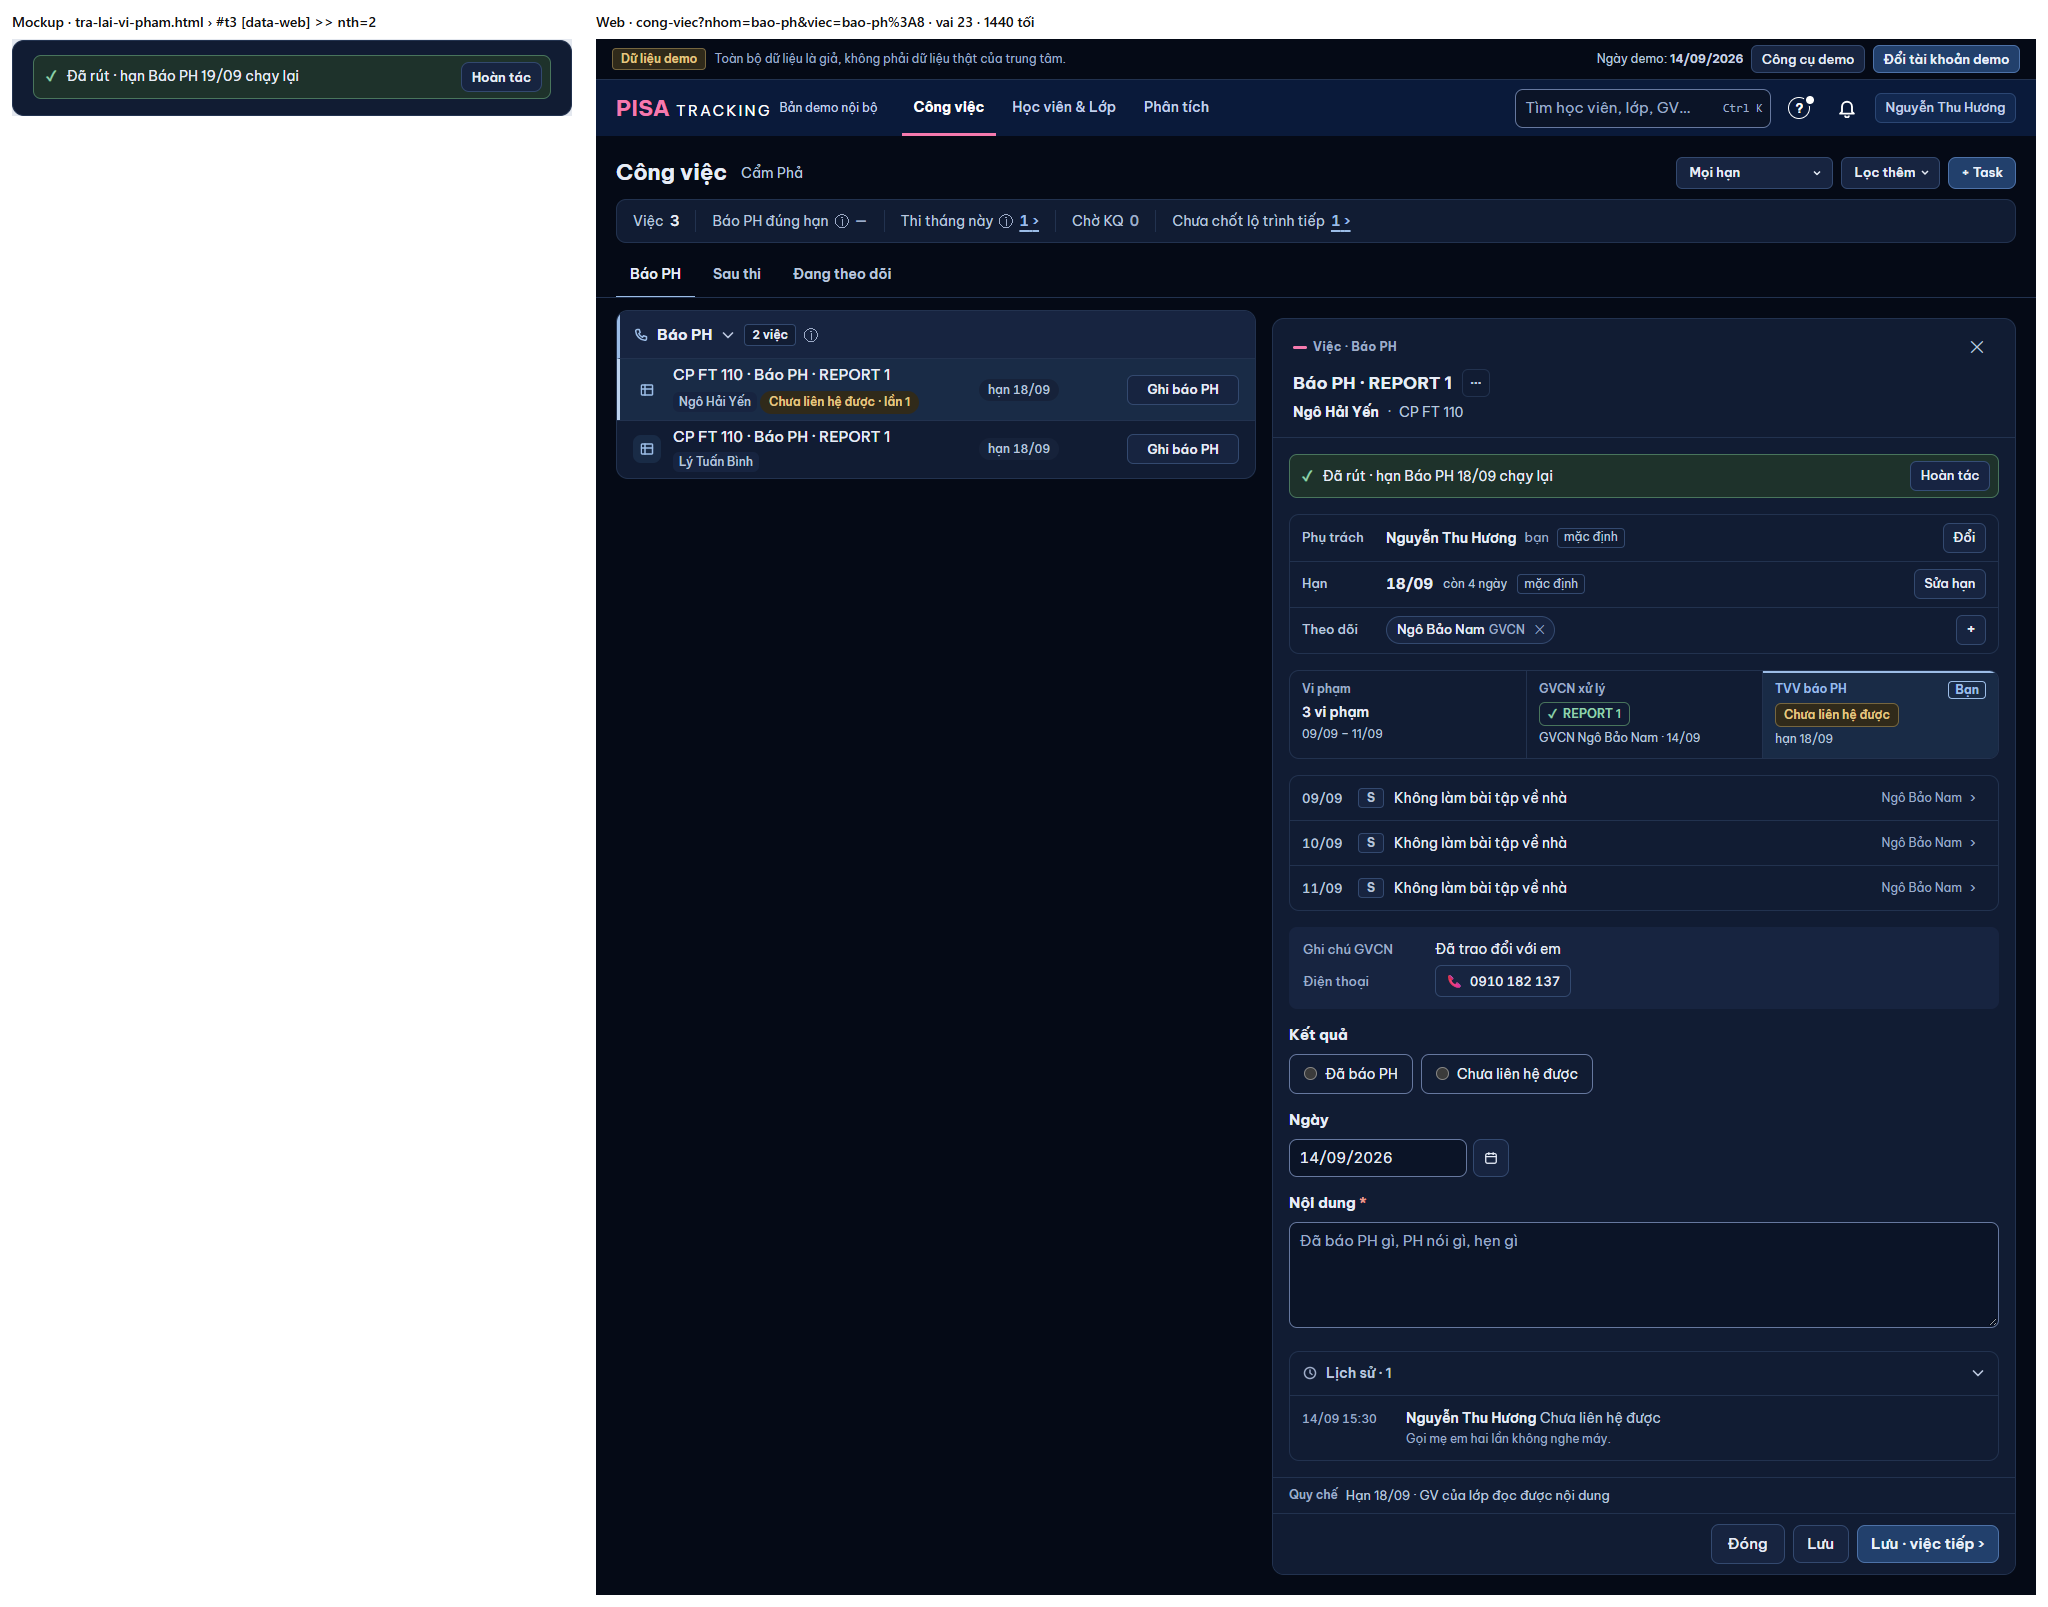 Mockup · tra-lai-vi-pham.html › #t3 [data-web] >> nth=2
✓ Đã rút · hạn Báo PH 19/09 chạy lại
Hoàn tác
Web · cong-viec?nhom=bao-ph&viec=bao-ph%3A8 · vai 23 · 1440 tối
Dữ liệu demo Toàn bộ dữ liệu là giả, không phải dữ liệu thật của trung tâm.
Ngày demo: 14/09/2026 Công cụ demo Đổi tài khoản demo
PISA TRACKING Bản demo nội bộ Công việc Học viên & Lớp Phân tích
Tìm học viên, lớp, GV... Ctrl K ? Nguyễn Thu Hương
Công việc Cẩm Phả
Mọi hạn Lọc thêm + Task
Việc 3 Báo PH đúng hạn ⓘ — Thi tháng này ⓘ 1 › Chờ KQ 0 Chưa chốt lộ trình tiếp 1 ›
Báo PH Sau thi Đang theo dõi
Báo PH 2 việc ⓘ
CP FT 110 · Báo PH · REPORT 1
Ngô Hải Yến Chưa liên hệ được · lần 1
hạn 18/09
Ghi báo PH
CP FT 110 · Báo PH · REPORT 1
Lý Tuấn Bình
hạn 18/09
Ghi báo PH
Việc · Báo PH
Báo PH · REPORT 1 ···
Ngô Hải Yến · CP FT 110
✓ Đã rút · hạn Báo PH 18/09 chạy lại
Hoàn tác
Phụ trách Nguyễn Thu Hương bạn mặc định Đổi
Hạn 18/09 còn 4 ngày mặc định Sửa hạn
Theo dõi Ngô Bảo Nam GVCN × +
Vi phạm
3 vi phạm
09/09 – 11/09
GVCN xử lý
✓ REPORT 1
GVCN Ngô Bảo Nam · 14/09
TVV báo PH Bạn
Chưa liên hệ được
hạn 18/09
09/09 S Không làm bài tập về nhà Ngô Bảo Nam ›
10/09 S Không làm bài tập về nhà Ngô Bảo Nam ›
11/09 S Không làm bài tập về nhà Ngô Bảo Nam ›
Ghi chú GVCN Đã trao đổi với em
Điện thoại 0910 182 137
Kết quả
Đã báo PH Chưa liên hệ được
Ngày
14/09/2026
Nội dung *
Đã báo PH gì, PH nói gì, hẹn gì
Lịch sử · 1
14/09 15:30 Nguyễn Thu Hương Chưa liên hệ được
Gọi mẹ em hai lần không nghe máy.
Quy chế Hạn 18/09 · GV của lớp đọc được nội dung
Đóng Lưu Lưu · việc tiếp ›